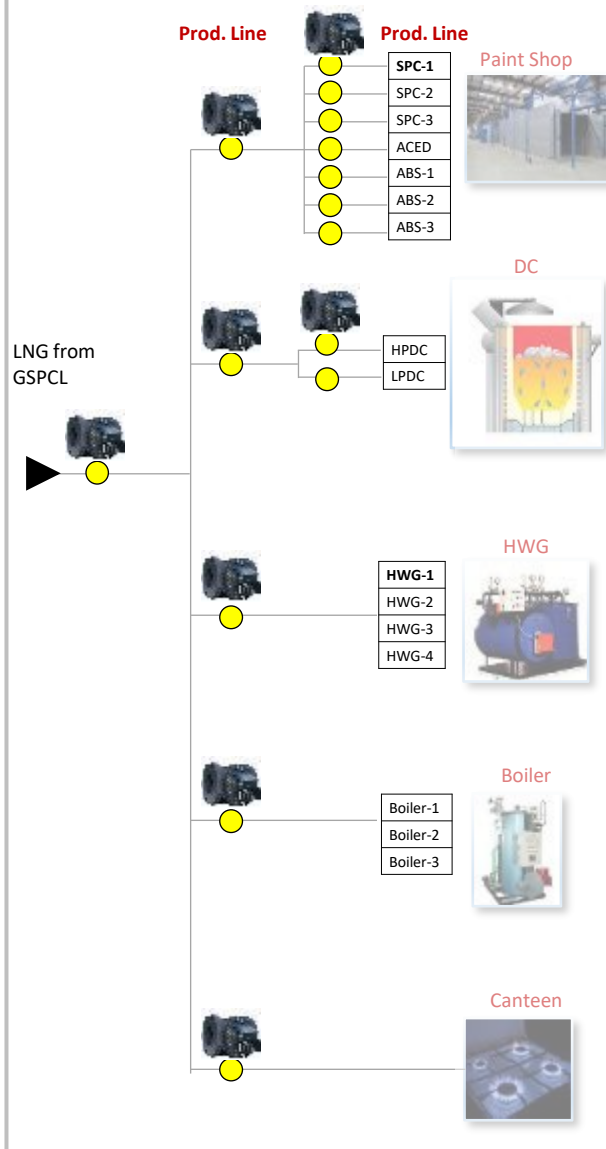 Prod. Line
Prod. Line
SPC-1
SPC-2
SPC-3
ACED
ABS-1
ABS-2
ABS-3
Paint Shop
DC
HPDC
LPDC
LNG from
GSPCL
HWG
HWG-1
HWG-2
HWG-3
HWG-4
Boiler
Boiler-1
Boiler-2
Boiler-3
Canteen